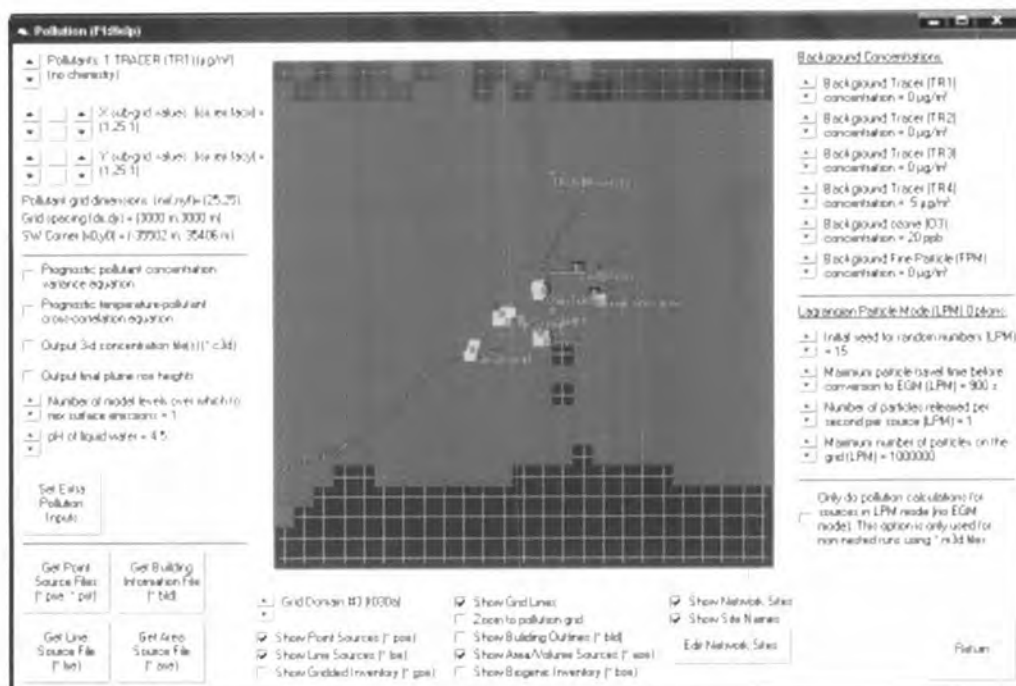 Pollution (F1=Help)
Pollutants: 1 TRACER (TR1) (µg/m³)
(no chemistry)
X sub-grid values:
(1,25,1)
Y sub-grid values:
(1,25,1)
Pollutant grid dimensions: (nxf,nyf)= (25,25)
Grid spacing (dx,dy) = (3000 m,3000 m)
SW Corner (x0,y0) =
Prognostic pollutant concentration
variance equation
Prognostic temperature-pollutant
cross-correlation equation
Output 3-d concentration file(s) (*.c3d)
Output final plume rise heights
Number of model levels over which to
mix surface emissions = 1
pH of liquid water = 4.5
Set Extra
Pollution
Inputs
Get Point
Source Files
(*.pse, *.psr)
Get Building
Information File
(*.bld)
Get Line
Source File
(*.lse)
Get Area
Source File
(*.ase)
Grid Domain #3
Show Point Sources (*.pse)
Show Line Sources (*.lse)
Show Gridded Inventory (*.gse)
Show Grid Lines
Zoom to pollution grid
Show Building Outlines (*.bld)
Show Area/Volume Sources (*.ase)
Show Biogenic Inventory (*.bse)
Show Network Sites
Show Site Names
Edit Network Sites
Background Concentrations
Background Tracer (TR1)
concentration = 0 µg/m³
Background Tracer (TR2)
concentration = 0 µg/m³
Background Tracer (TR3)
concentration = 0 µg/m³
Background Tracer (TR4)
concentration = .5 µg/m³
Background ozone (O3)
concentration = 20 ppb
Background Fine Particle (FPM)
concentration = 0 µg/m³
Lagrangian Particle Mode (LPM) Options
Initial seed for random numbers (LPM)
= 15
Maximum particle travel time before
conversion to EGM (LPM) = 900 s
Number of particles released per
second per source (LPM) = 1
Maximum number of particles on the
grid (LPM) = 1000000
Only do pollution calculations for
sources in LPM mode (no EGM
mode). This option is only used for
non-nested runs using *.m3d files
Return